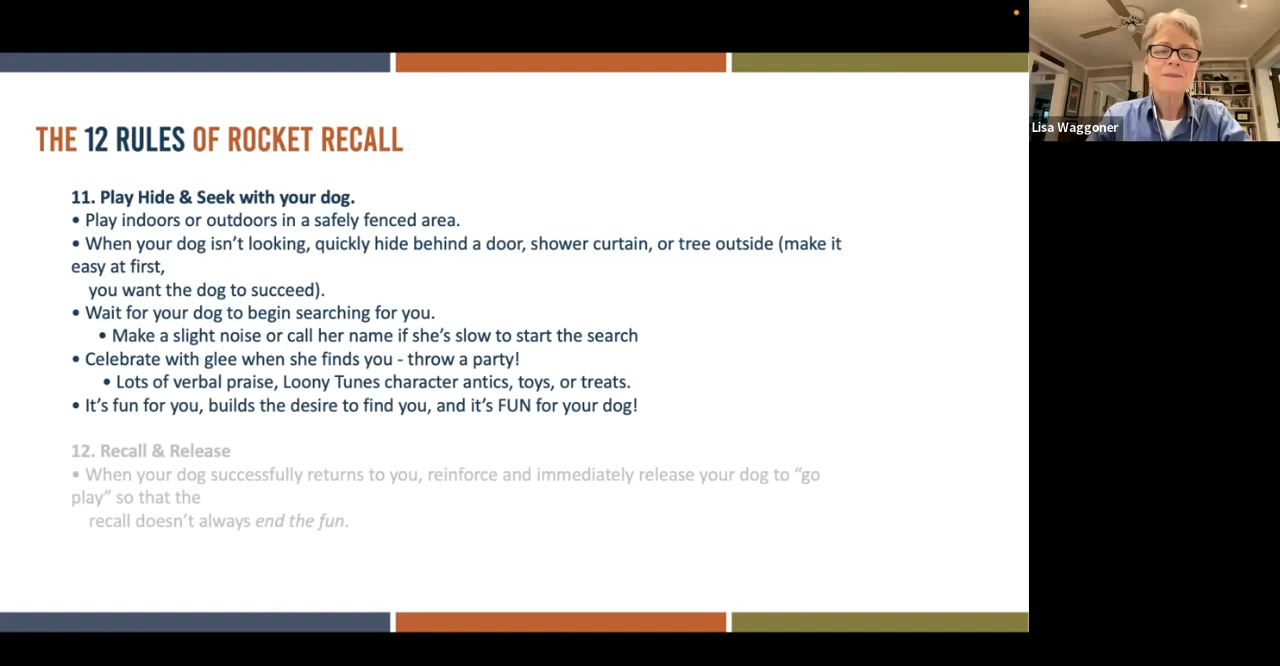 THE 12 RULES OF ROCKET RECALL
11. Play Hide & Seek with your dog.
• Play indoors or outdoors in a safely fenced area.
• When your dog isn't looking, quickly hide behind a door, shower curtain, or tree outside (make it
easy at first,
you want the dog to succeed).
• Wait for your dog to begin searching for you.
• Make a slight noise or call her name if she's slow to start the search
• Celebrate with glee when she finds you - throw a party!
• Lots of verbal praise, Loony Tunes character antics, toys, or treats.
• It's fun for you, builds the desire to find you, and it's FUN for your dog!
12. Recall & Release
• When your dog successfully returns to you, reinforce and immediately release your dog to “go
play” so that the
recall doesn't always end the fun.
Lisa Waggoner